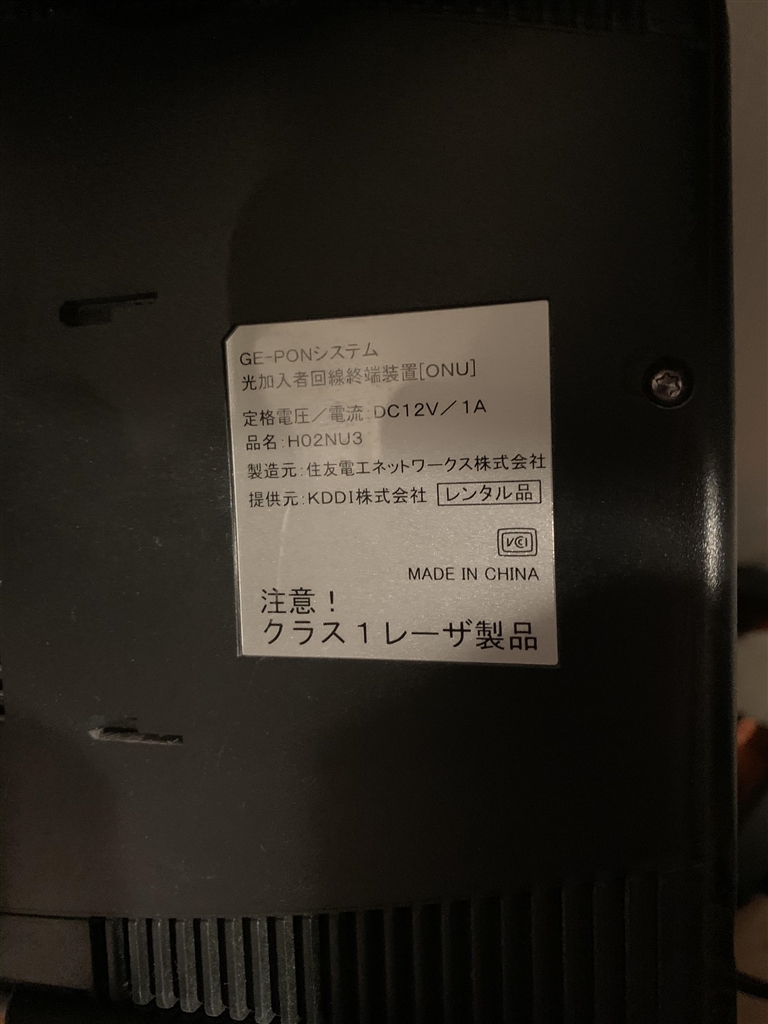 GE-PONシステム
光加入者回線終端装置[ONU]
定格電圧／電流:DC12V／1A
品名:H02NU3
製造元:住友電工ネットワークス株式会社
提供元:KDDI株式会社 レンタル品
VCI
MADE IN CHINA
注意！
クラス1レーザ製品